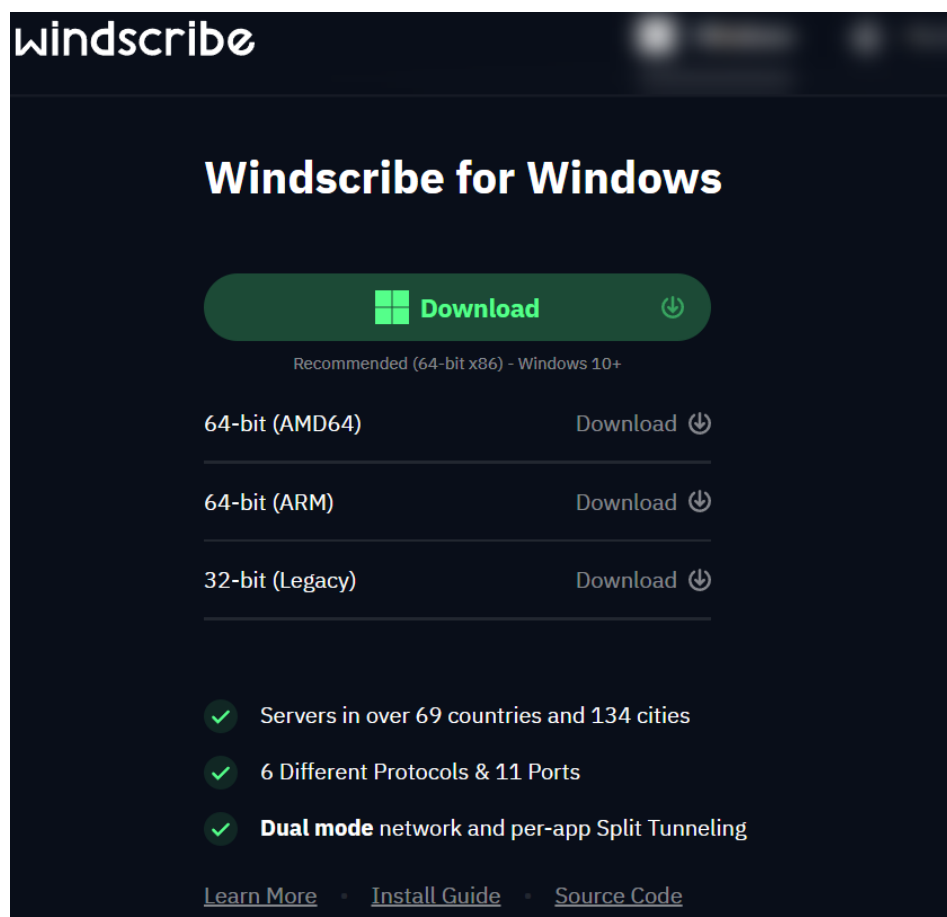 windscribe
Windscribe for Windows
Download
Recommended (64-bit x86) - Windows 10+
64-bit (AMD64) Download
64-bit (ARM) Download
32-bit (Legacy) Download
Servers in over 69 countries and 134 cities
6 Different Protocols & 11 Ports
Dual mode network and per-app Split Tunneling
Learn More • Install Guide • Source Code